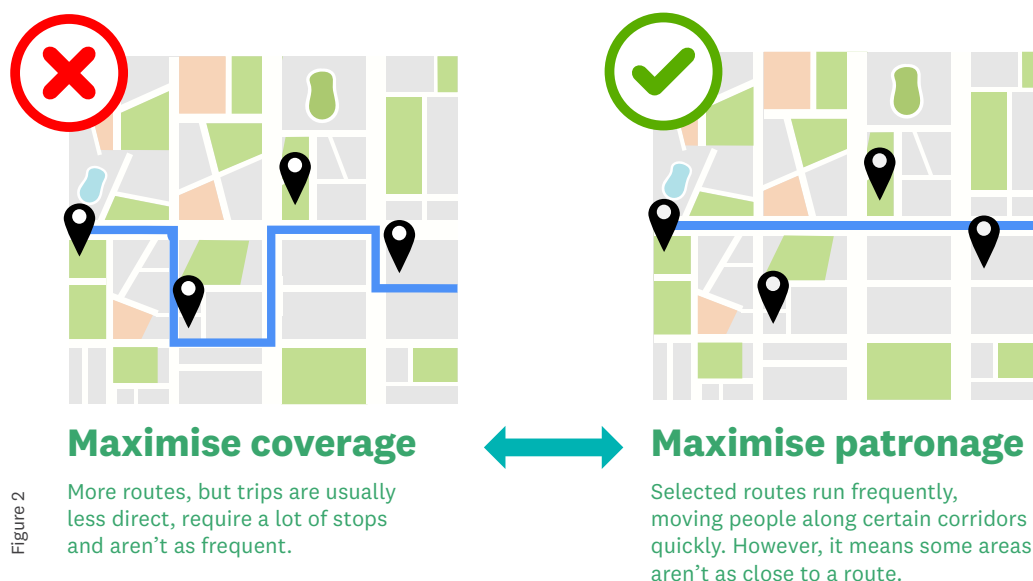 Maximise coverage
More routes, but trips are usually
less direct, require a lot of stops
and aren't as frequent.
Maximise patronage
Selected routes run frequently,
moving people along certain corridors
quickly. However, it means some areas
aren't as close to a route.
Figure 2